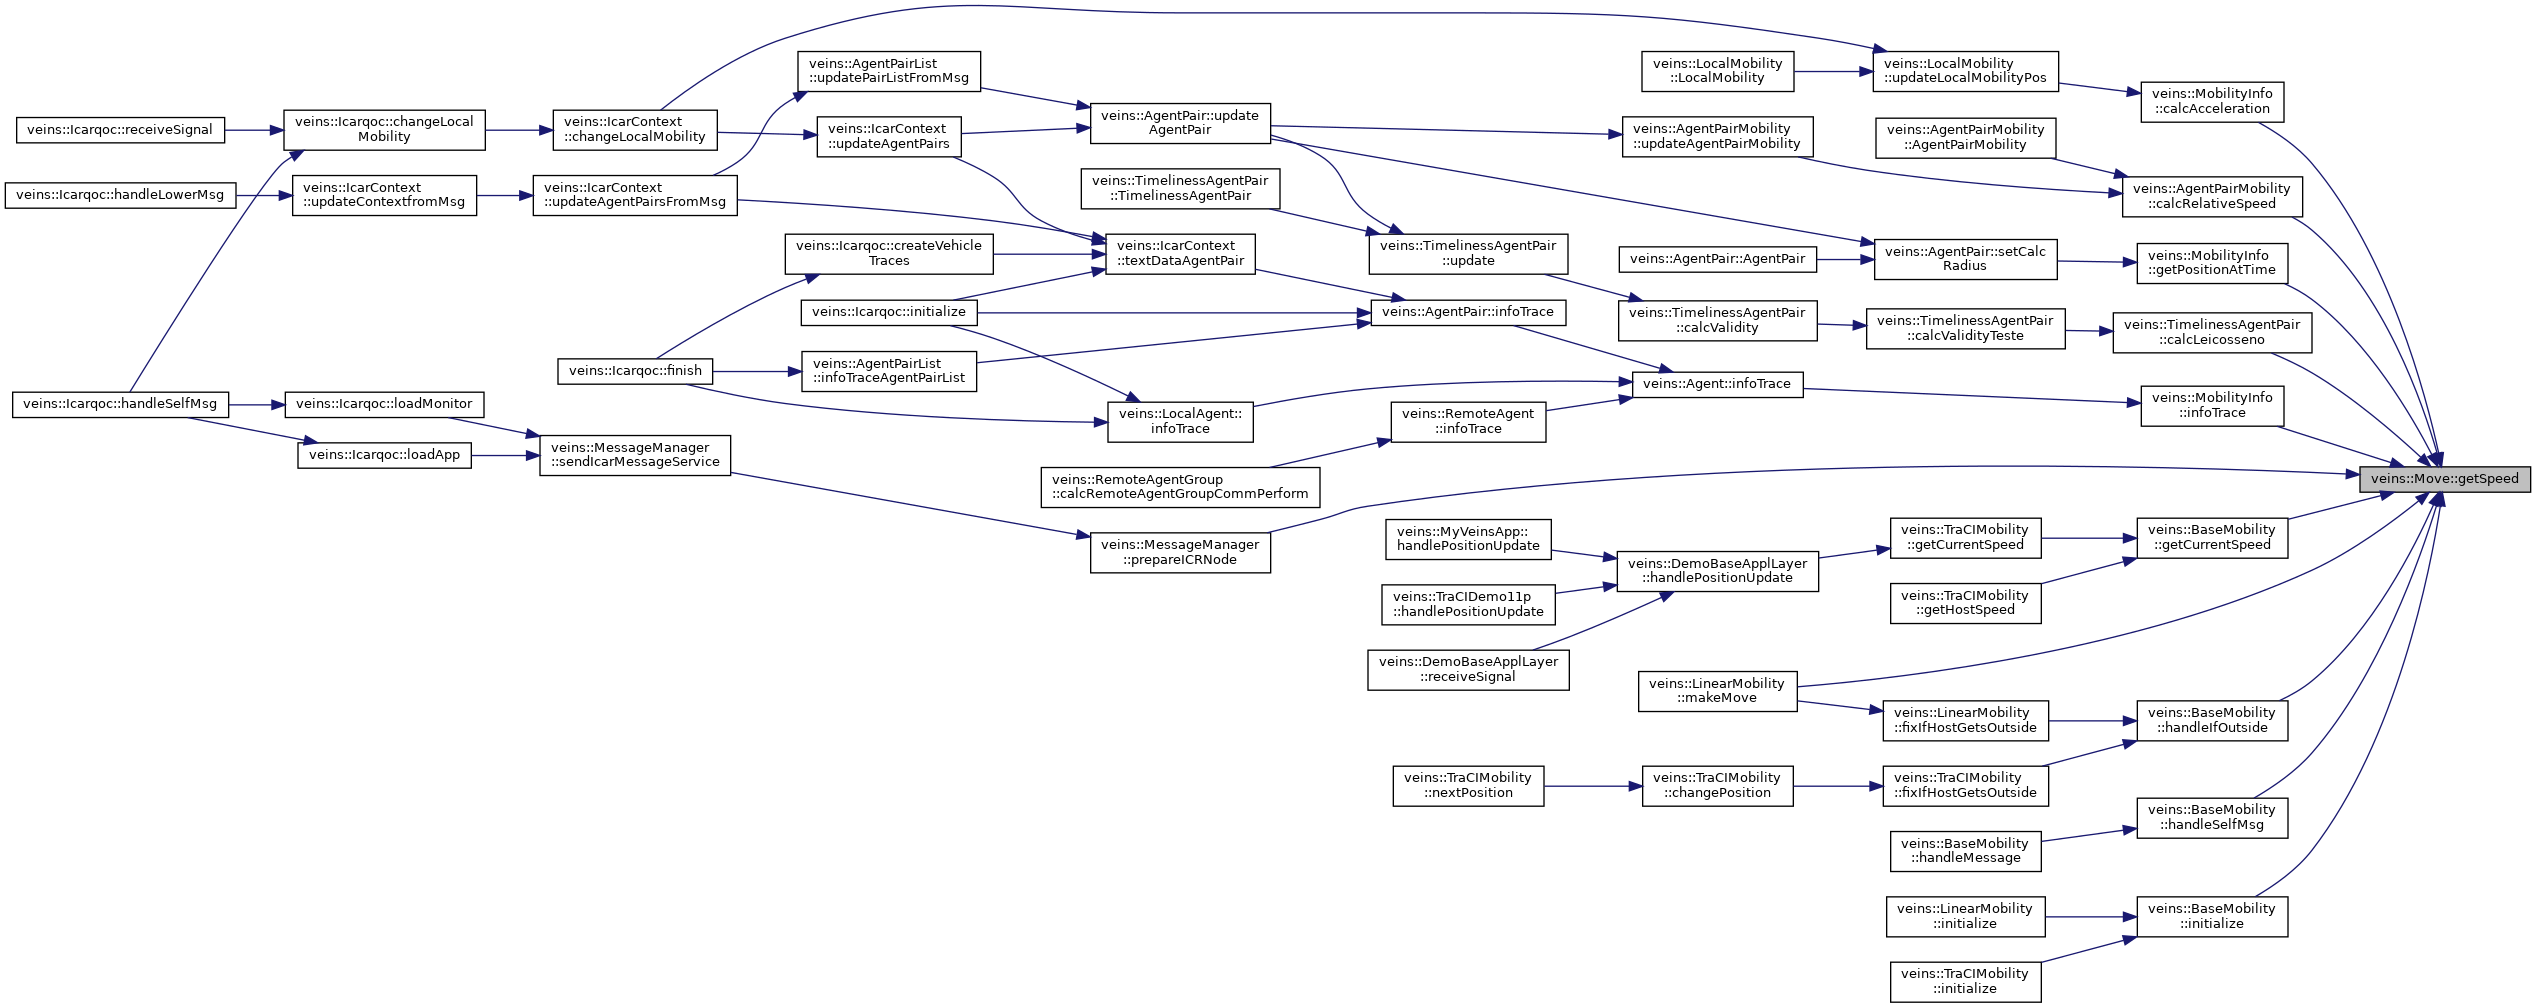 veins::Move::getSpeed
veins::MobilityInfo
::calcAcceleration
veins::LocalMobility
::updateLocalMobilityPos
veins::LocalMobility
::LocalMobility
veins::IcarContext
::changeLocalMobility
veins::Icarqoc::changeLocal
Mobility
veins::Icarqoc::receiveSignal
veins::Icarqoc::handleSelfMsg
veins::AgentPairMobility
::AgentPairMobility
veins::AgentPairMobility
::calcRelativeSpeed
veins::AgentPairMobility
::updateAgentPairMobility
veins::AgentPair::update
AgentPair
veins::AgentPairList
::updatePairListFromMsg
veins::IcarContext
::updateAgentPairs
veins::IcarContext
::updateAgentPairsFromMsg
veins::IcarContext
::updateContextfromMsg
veins::Icarqoc::handleLowerMsg
veins::TimelinessAgentPair
::TimelinessAgentPair
veins::TimelinessAgentPair
::update
veins::MobilityInfo
::getPositionAtTime
veins::AgentPair::setCalc
Radius
veins::AgentPair::AgentPair
veins::TimelinessAgentPair
::calcLeicosseno
veins::TimelinessAgentPair
::calcValidityTeste
veins::TimelinessAgentPair
::calcValidity
veins::IcarContext
::textDataAgentPair
veins::Icarqoc::createVehicle
Traces
veins::Icarqoc::initialize
veins::AgentPair::infoTrace
veins::AgentPairList
::infoTraceAgentPairList
veins::Icarqoc::finish
veins::MobilityInfo
::infoTrace
veins::Agent::infoTrace
veins::LocalAgent::
infoTrace
veins::RemoteAgent
::infoTrace
veins::RemoteAgentGroup
::calcRemoteAgentGroupCommPerform
veins::MessageManager
::prepareICRNode
veins::MessageManager
::sendIcarMessageService
veins::Icarqoc::loadMonitor
veins::Icarqoc::loadApp
veins::BaseMobility
::getCurrentSpeed
veins::TraCIMobility
::getCurrentSpeed
veins::TraCIMobility
::getHostSpeed
veins::DemoBaseApplLayer
::handlePositionUpdate
veins::MyVeinsApp::
handlePositionUpdate
veins::TraCIDemo11p
::handlePositionUpdate
veins::DemoBaseApplLayer
::receiveSignal
veins::LinearMobility
::makeMove
veins::BaseMobility
::handleIfOutside
veins::LinearMobility
::fixIfHostGetsOutside
veins::TraCIMobility
::fixIfHostGetsOutside
veins::TraCIMobility
::changePosition
veins::TraCIMobility
::nextPosition
veins::BaseMobility
::handleSelfMsg
veins::BaseMobility
::handleMessage
veins::BaseMobility
::initialize
veins::LinearMobility
::initialize
veins::TraCIMobility
::initialize